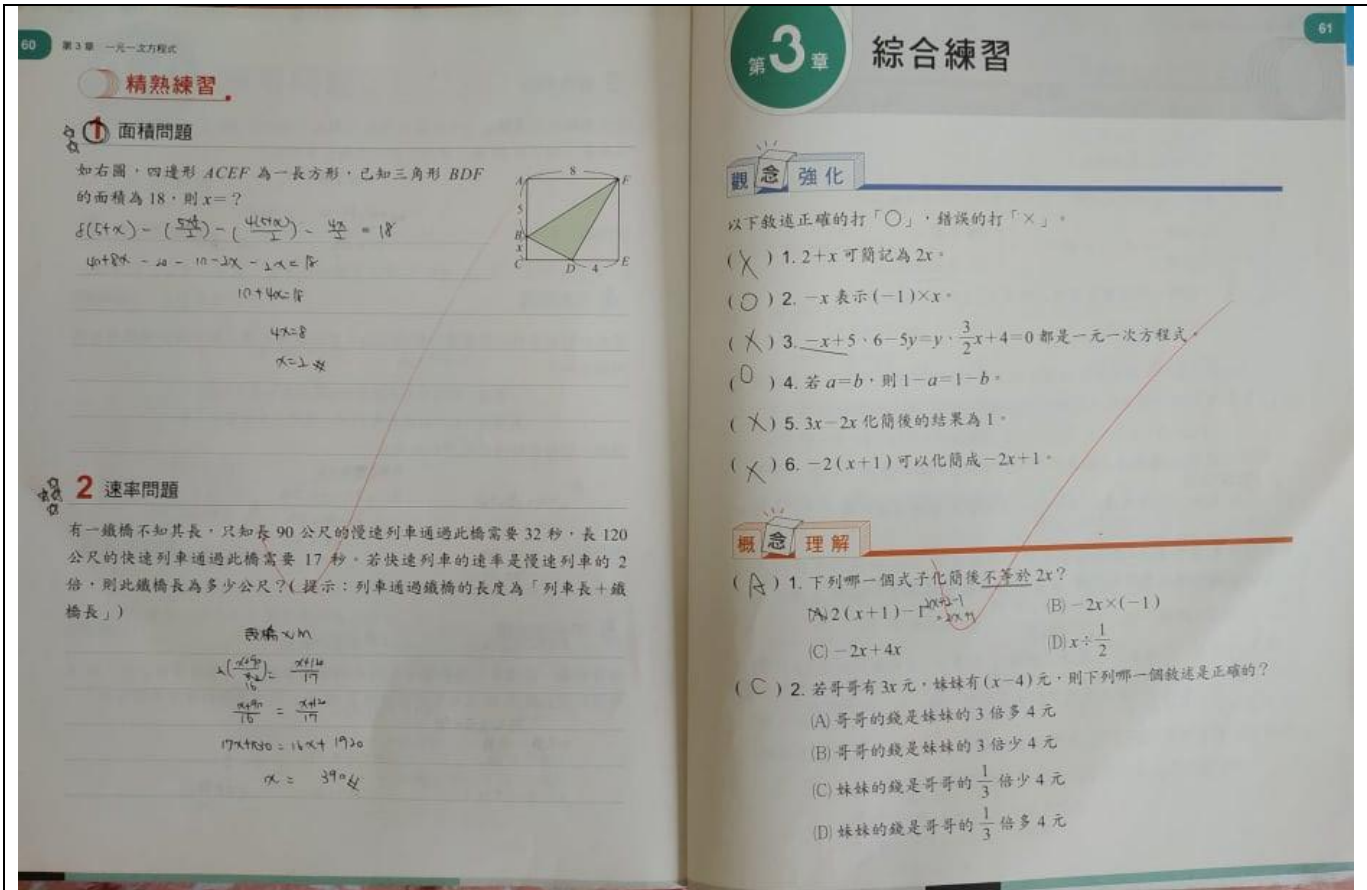 60 第3章 一元一次方程式
精熟練習
1 面積問題
如右圖，四邊形 ACEF 為一長方形，已知三角形 BDF
的面積為 18，則 x=？
A 8 F
5
B
x
C D 4 E
8(5+x) - (5×8/2) - (4(5+x)/2) - 4x/2 = 18
40+8x - 20 - 10 - 2x - 2x = 18
10+4x=18
4x=8
x=2
2 速率問題
有一鐵橋不知其長，只知長 90 公尺的慢速列車通過此橋需要 32 秒，長 120
公尺的快速列車通過此橋需要 17 秒。若快速列車的速率是慢速列車的 2
倍，則此鐵橋長為多少公尺？(提示：列車通過鐵橋的長度為「列車長＋鐵
橋長」)
設橋 x m
2(x+90/32) = x+120/17
16
x+90/16 = x+120/17
17x+1530 = 16x+1920
x = 390
61
第3章 綜合練習
觀念強化
以下敘述正確的打「○」，錯誤的打「×」。
(X) 1. 2+x 可簡記為 2x。
(O) 2. -x 表示(-1)×x。
(X) 3. -x+5、6-5y=y、3/2x+4=0 都是一元一次方程式。
(O) 4. 若 a=b，則 1-a=1-b。
(X) 5. 3x-2x 化簡後的結果為 1。
(X) 6. -2(x+1)可以化簡成-2x+1。
概念理解
(A) 1. 下列哪一個式子化簡後不等於 2x？
(A) 2(x+1)-1 2x+2-1 =2x+1 (B) -2x×(-1)
(C) -2x+4x (D) x÷1/2
(C) 2. 若哥哥有 3x 元，妹妹有(x-4)元，則下列哪一個敘述是正確的？
(A) 哥哥的錢是妹妹的 3 倍多 4 元
(B) 哥哥的錢是妹妹的 3 倍少 4 元
(C) 妹妹的錢是哥哥的 1/3 倍少 4 元
(D) 妹妹的錢是哥哥的 1/3 倍多 4 元